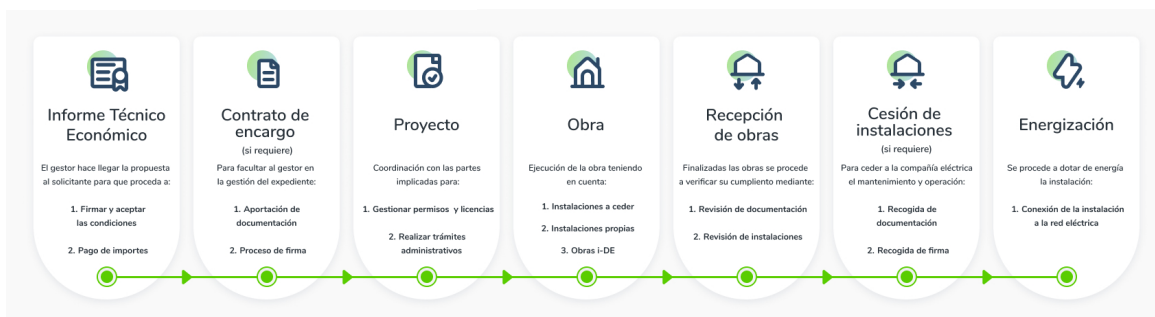 Informe Técnico
Económico
El gestor hace llegar la propuesta
al solicitante para que proceda a:
1. Firmar y aceptar
las condiciones
2. Pago de importes
Contrato de
encargo
(si requiere)
Para facultar al gestor en
la gestión del expediente:
1. Aportación de
documentación
2. Proceso de firma
Proyecto
Coordinación con las partes
implicadas para:
1. Gestionar permisos y licencias
2. Realizar trámites
administrativos
Obra
Ejecución de la obra teniendo
en cuenta:
1. Instalaciones a ceder
2. Instalaciones propias
3. Obras i-DE
Recepción
de obras
Finalizadas las obras se procede
a verificar su cumpliento mediante:
1. Revisión de documentación
2. Revisión de instalaciones
Cesión de
instalaciones
(si requiere)
Para ceder a la compañía eléctrica
el mantenimiento y operación:
1. Recogida de
documentación
2. Recogida de firma
Energización
Se procede a dotar de energía
la instalación:
1. Conexión de la instalación
a la red eléctrica